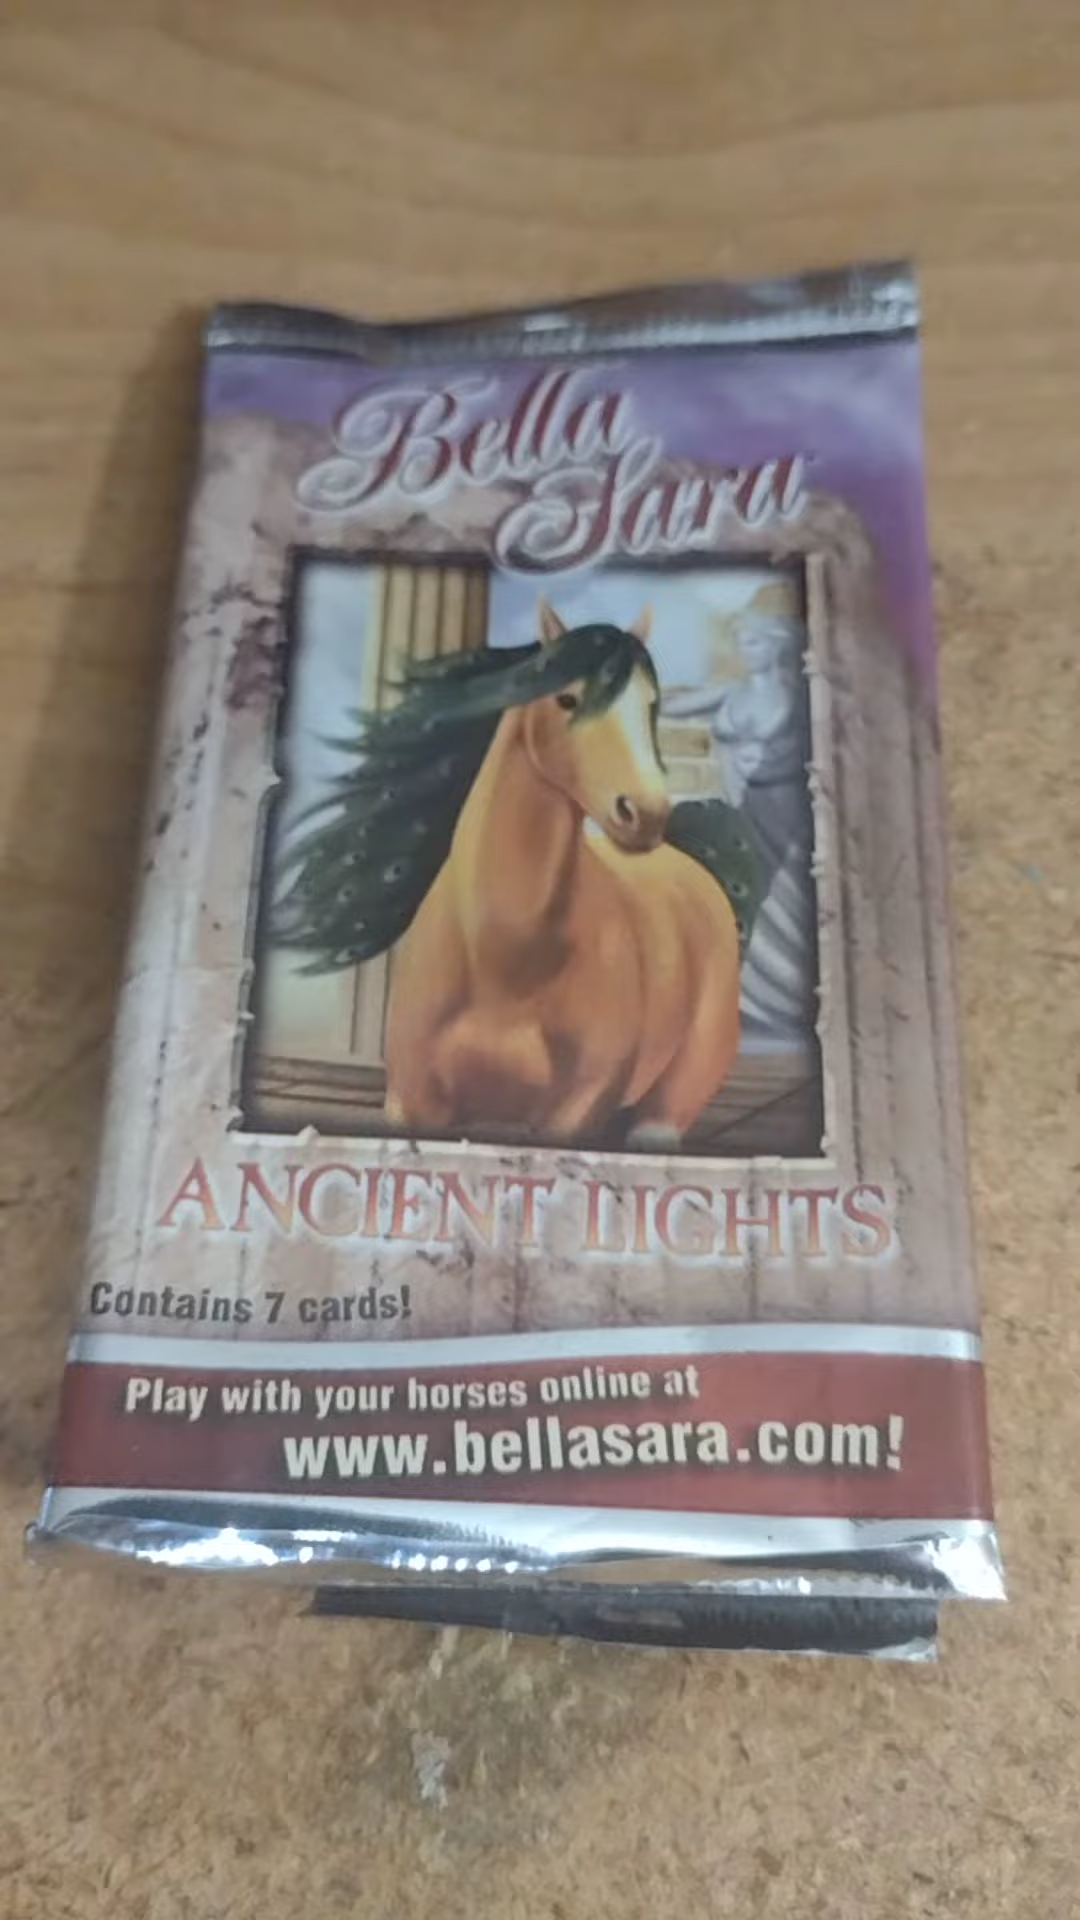 Bella
Sara
ANCIENT LIGHTS
Contains 7 cards!
Play with your horses online at
www.bellasara.com!